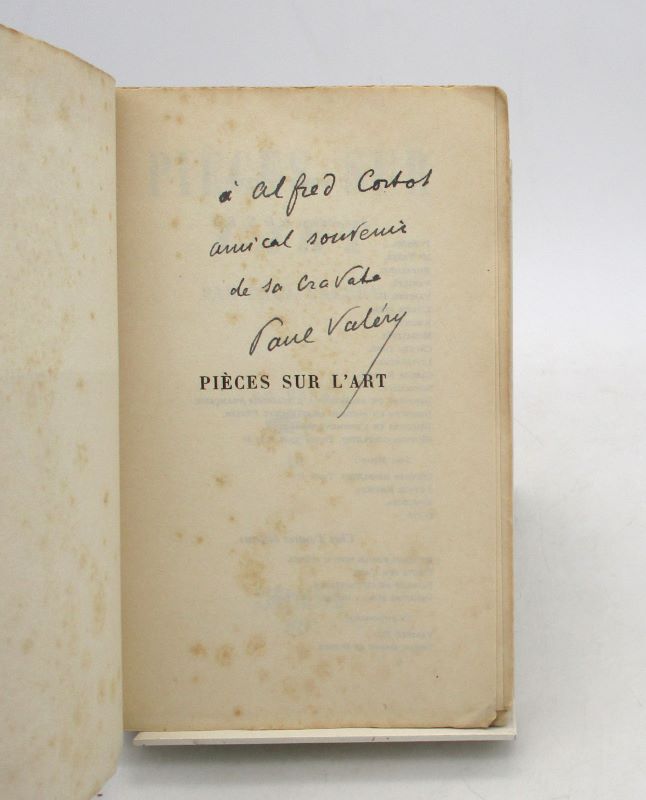 à Alfred Cortot
amical souvenir
de sa cravate
Paul Valéry
PIÈCES SUR L'ART